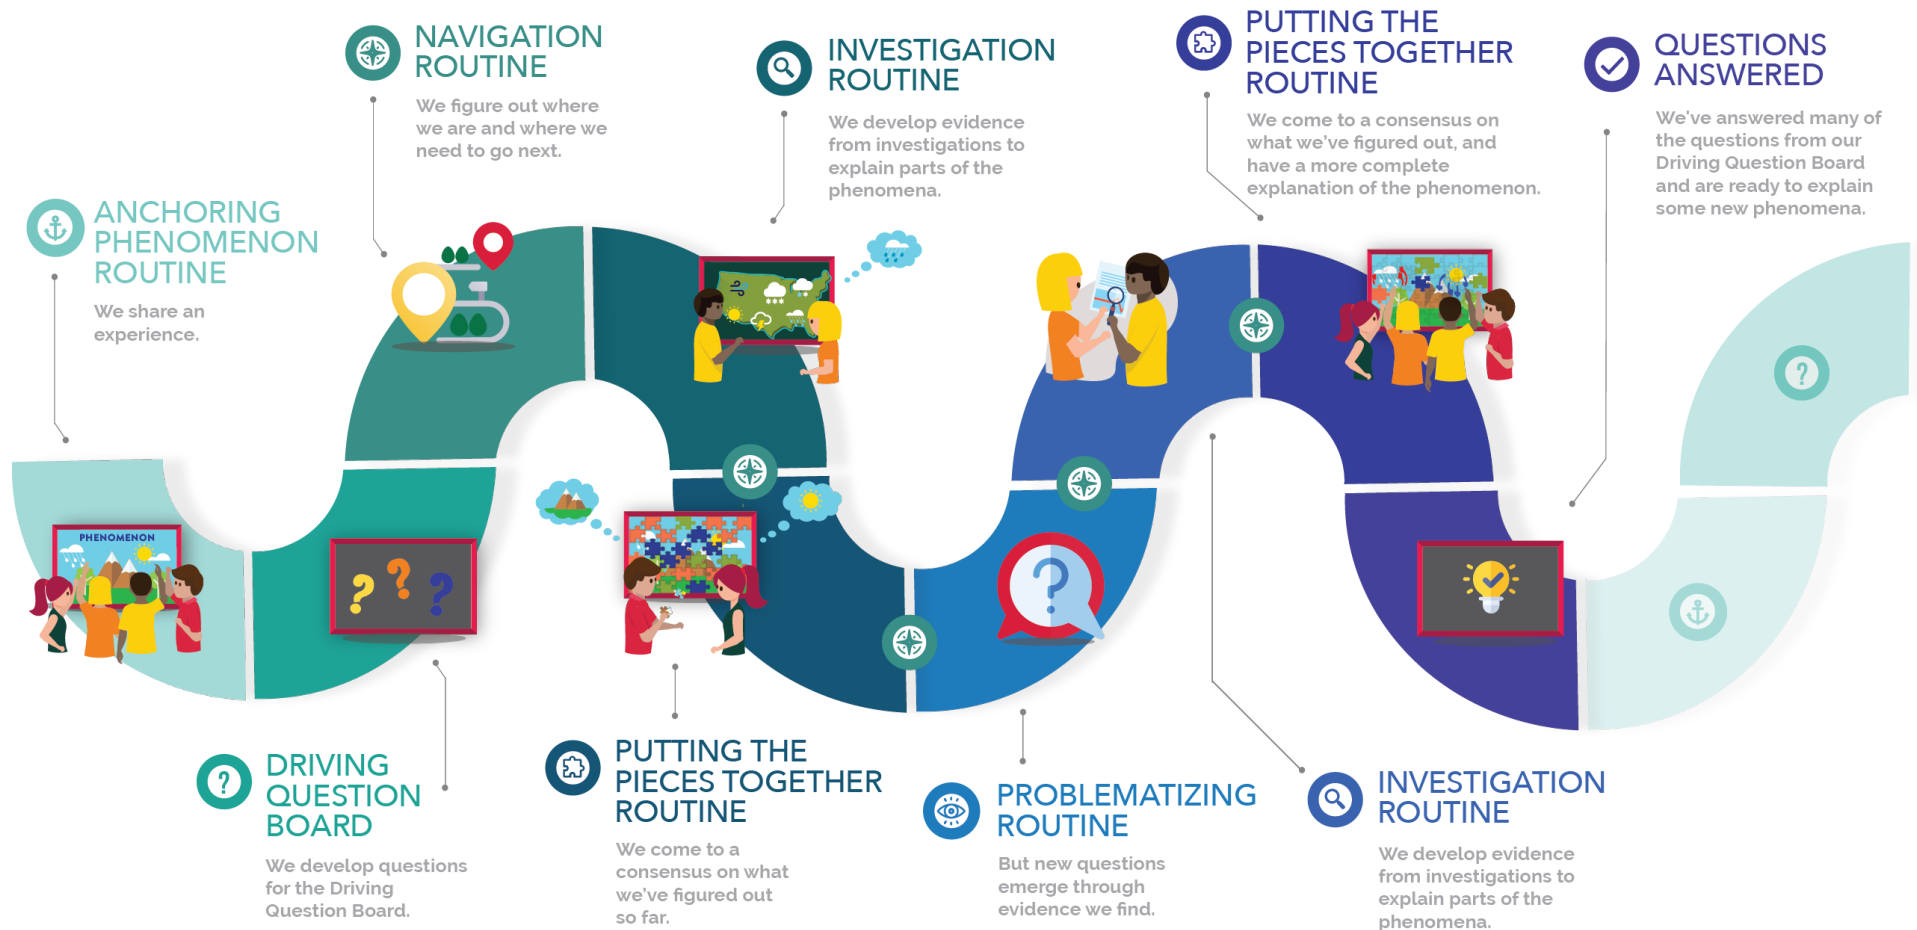 ANCHORING
PHENOMENON
ROUTINE
We share an
experience.
PHENOMENON
DRIVING
QUESTION
BOARD
We develop questions
for the Driving
Question Board.
? ? ?
NAVIGATION
ROUTINE
We figure out where
we are and where we
need to go next.
INVESTIGATION
ROUTINE
We develop evidence
from investigations to
explain parts of the
phenomena.
PUTTING THE
PIECES TOGETHER
ROUTINE
We come to a
consensus on what
we've figured out
so far.
PROBLEMATIZING
ROUTINE
But new questions
emerge through
evidence we find.
?
INVESTIGATION
ROUTINE
We develop evidence
from investigations to
explain parts of the
phenomena.
PUTTING THE
PIECES TOGETHER
ROUTINE
We come to a consensus on
what we’ve figured out, and
have a more complete
explanation of the phenomenon.
QUESTIONS
ANSWERED
We've answered many of
the questions from our
Driving Question Board
and are ready to explain
some new phenomena.
?